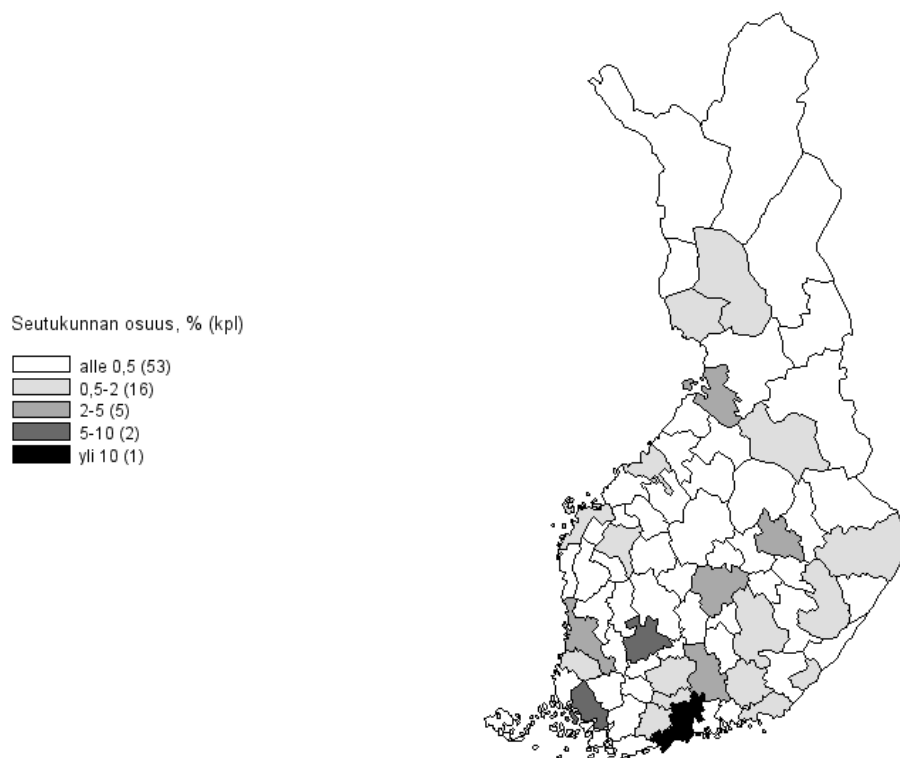 Seutukunnan osuus, % (kpl)
alle 0,5 (53)
0,5-2 (16)
2-5 (5)
5-10 (2)
yli 10 (1)